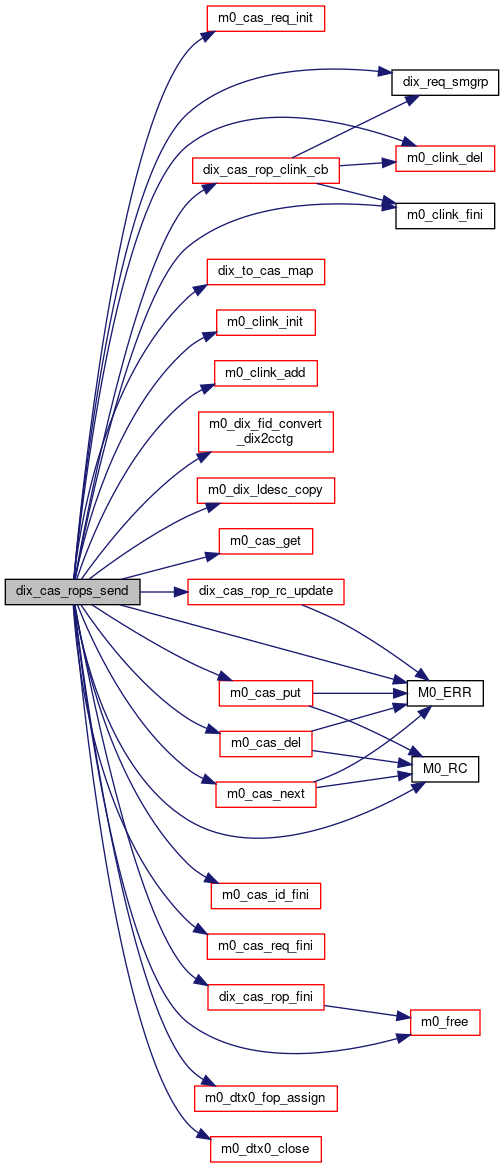 m0_cas_req_init
dix_req_smgrp
m0_clink_del
dix_cas_rop_clink_cb
m0_clink_fini
dix_to_cas_map
m0_clink_init
m0_clink_add
m0_dix_fid_convert
_dix2cctg
m0_dix_ldesc_copy
m0_cas_get
dix_cas_rops_send
dix_cas_rop_rc_update
m0_cas_put
M0_ERR
m0_cas_del
M0_RC
m0_cas_next
m0_cas_id_fini
m0_cas_req_fini
dix_cas_rop_fini
m0_free
m0_dtx0_fop_assign
m0_dtx0_close